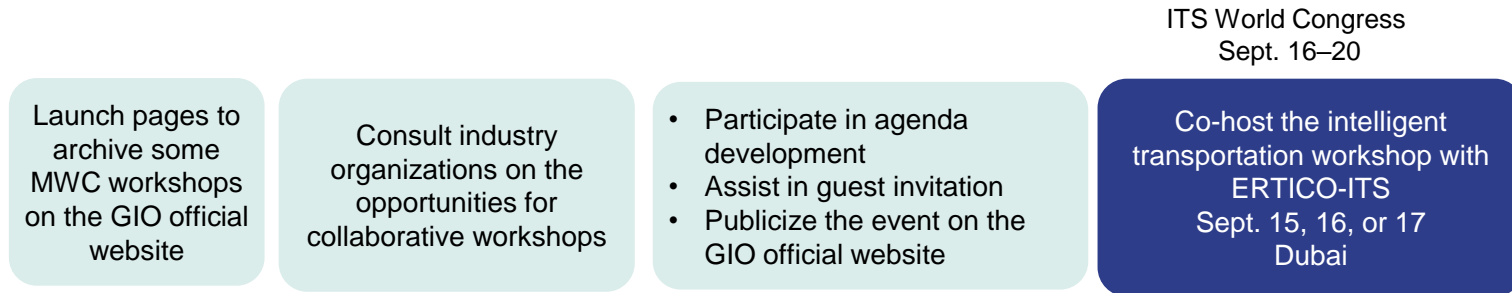 ITS World Congress
Sept. 16–20
Launch pages to
archive some
MWC workshops
on the GIO official
website
Consult industry
organizations on the
opportunities for
collaborative workshops
• Participate in agenda
development
• Assist in guest invitation
• Publicize the event on the
GIO official website
Co-host the intelligent
transportation workshop with
ERTICO-ITS
Sept. 15, 16, or 17
Dubai